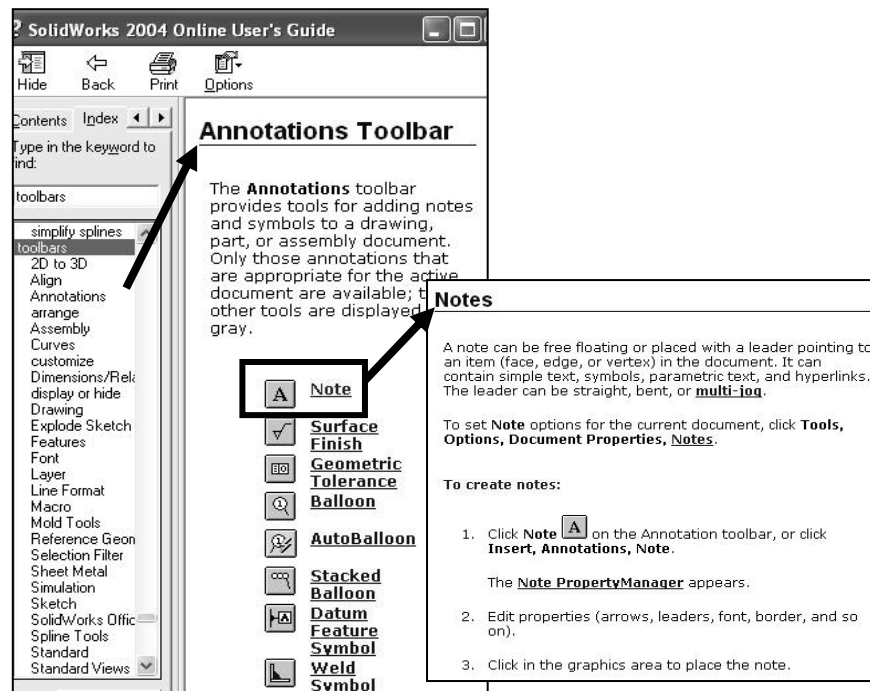 ? SolidWorks 2004 Online User's Guide
Hide Back Print Options
Contents Index
Type in the keyword to
find:
toolbars
simplify splines
toolbars
2D to 3D
Align
Annotations
arrange
Assembly
Curves
customize
Dimensions/Rela
display or hide
Drawing
Explode Sketch
Features
Font
Layer
Line Format
Macro
Mold Tools
Reference Geon
Selection Filter
Sheet Metal
Simulation
Sketch
SolidWorks Offic
Spline Tools
Standard
Standard Views
Annotations Toolbar
The Annotations toolbar
provides tools for adding notes
and symbols to a drawing,
part, or assembly document.
Only those annotations that
are appropriate for the active
document are available; t
other tools are displayed
gray.
A Note
Surface
Finish
Geometric
Tolerance
Balloon
AutoBalloon
Stacked
Balloon
Datum
Feature
Symbol
Weld
Symbol
Notes
A note can be free floating or placed with a leader pointing to
an item (face, edge, or vertex) in the document. It can
contain simple text, symbols, parametric text, and hyperlinks.
The leader can be straight, bent, or multi-jog.
To set Note options for the current document, click Tools,
Options, Document Properties, Notes.
To create notes:
1. Click Note A on the Annotation toolbar, or click
Insert, Annotations, Note.
The Note PropertyManager appears.
2. Edit properties (arrows, leaders, font, border, and so
on).
3. Click in the graphics area to place the note.